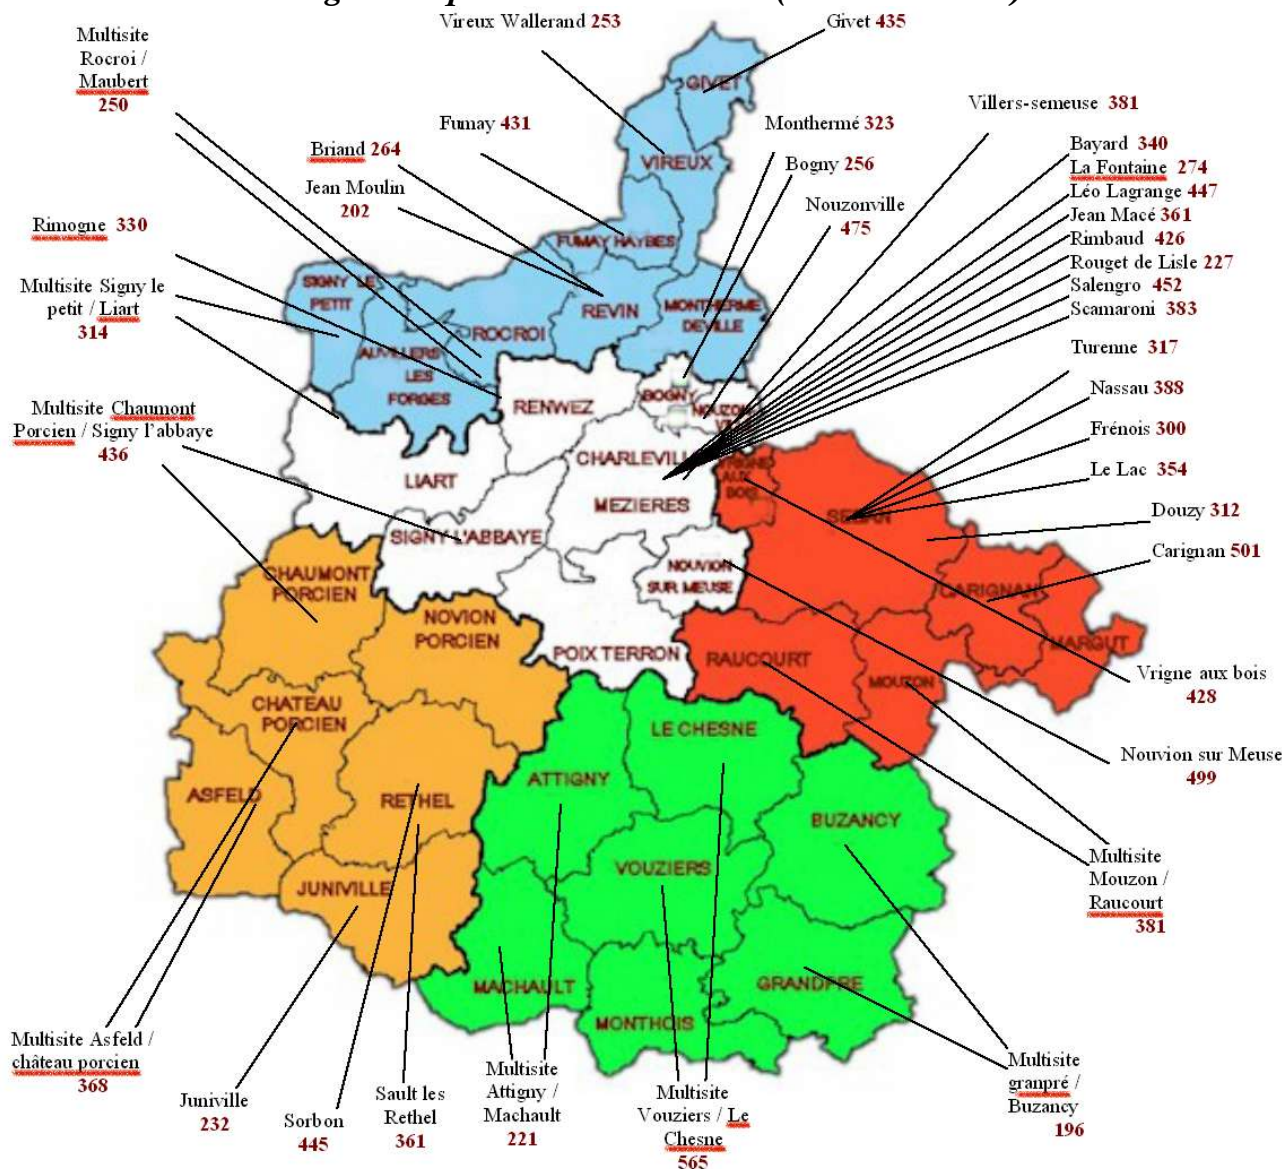 Vireux Wallerand 253
Givet 435
Multisite
Rocroi /
Maubert
250
Fumay 431
Briand 264
Jean Moulin
202
Monthermé 323
Bogny 256
Nouzonville
475
Villers-semeuse 381
Bayard 340
La Fontaine 274
Léo Lagrange 447
Jean Macé 361
Rimbaud 426
Rouget de Lisle 227
Salengro 452
Scamaroni 383
Rimogne 330
Multisite Signy le
petit / Liart
314
Multisite Chaumont
Porcien / Signy l'abbaye
436
Turenne 317
Nassau 388
Frénois 300
Le Lac 354
Douzy 312
Carignan 501
Vrigne aux bois
428
Nouvion sur Meuse
499
Multisite
Mouzon /
Raucourt
381
GIVET
VIREUX
FUMAY HAYBES
SIGNY LE
PETIT
REVIN
MONTHERME
DEVILLE
ROCROI
AUVILLERS
LES
FORGES
RENWEZ
BOGNY
NOUZON
CHARLEVILL
MEZIERES
LIART
SIGNY L'ABBAYE
VRIGNE
AUX
BOIS
SEDAN
NOUVION
SUR MEUSE
CARIGNAN
MARGUT
CHAUMONT
PORCIEN
NOVION
PORCIEN
POIX TERRON
RAUCOURT
MOUZON
CHATEAU
PORCIEN
LE CHESNE
ATTIGNY
ASFELD
RETHEL
BUZANCY
VOUZIERS
JUNIVILLE
MACHAULT
GRANDPRE
MONTHOIS
Multisite Asfeld /
château porcien
368
Juniville
232
Sorbon
445
Sault les
Rethel
361
Multisite
Attigny /
Machault
221
Multisite
Vouziers / Le
Chesne
565
Multisite
granpré /
Buzancy
196